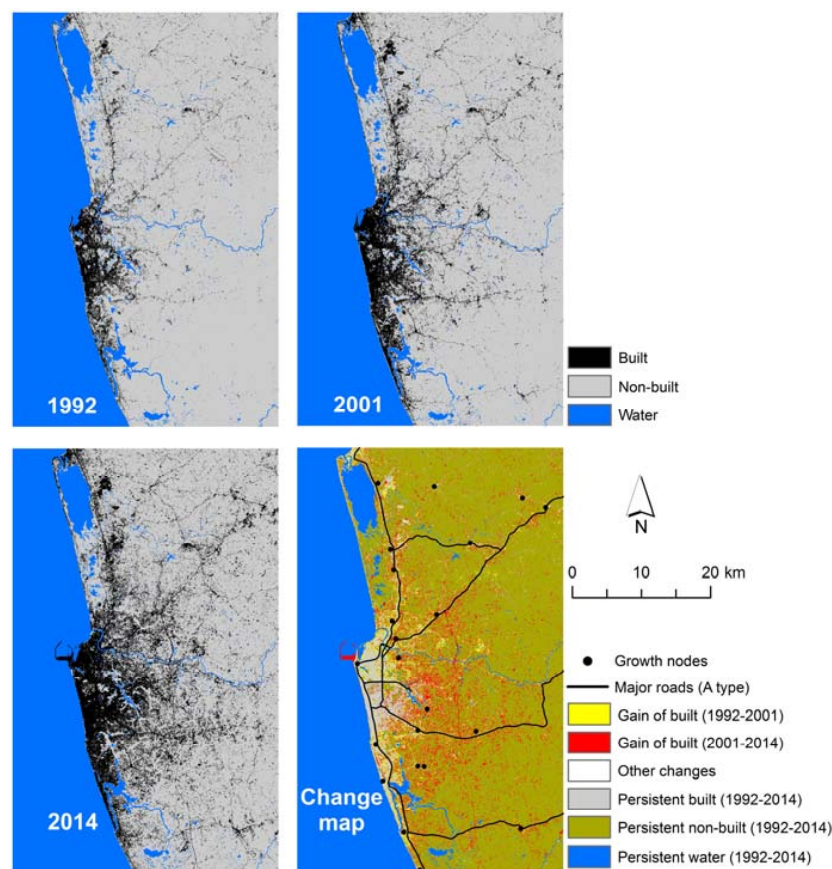 1992
2001
Built
Non-built
Water
2014
Change
map
N
0 10 20 km
Growth nodes
Major roads (A type)
Gain of built (1992-2001)
Gain of built (2001-2014)
Other changes
Persistent built (1992-2014)
Persistent non-built (1992-2014)
Persistent water (1992-2014)